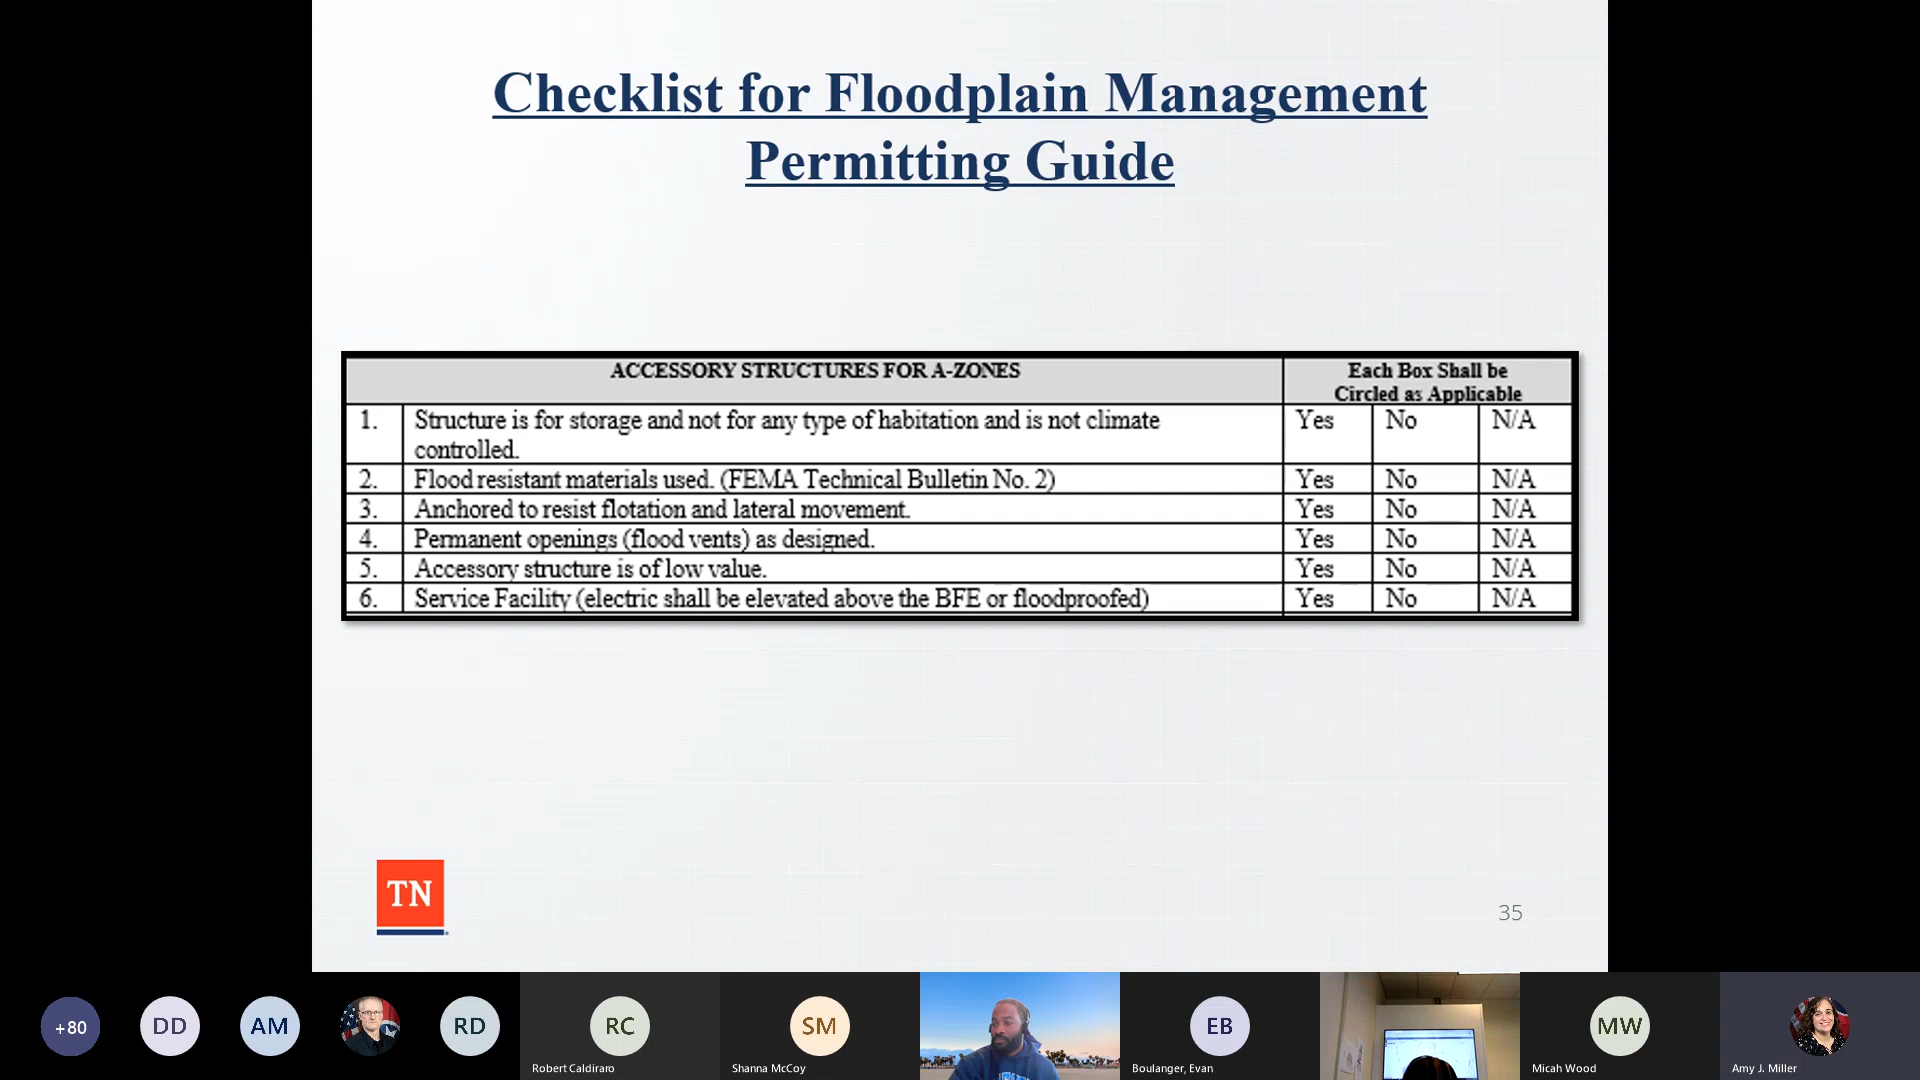 Checklist for Floodplain Management
Permitting Guide
ACCESSORY STRUCTURES FOR A-ZONES
Each Box Shall be
Circled as Applicable
1. Structure is for storage and not for any type of habitation and is not climate
controlled.
Yes No N/A
2. Flood resistant materials used. (FEMA Technical Bulletin No. 2) Yes No N/A
3. Anchored to resist flotation and lateral movement. Yes No N/A
4. Permanent openings (flood vents) as designed. Yes No N/A
5. Accessory structure is of low value. Yes No N/A
6. Service Facility (electric shall be elevated above the BFE or floodproofed) Yes No N/A
TN
35
+80
DD
AM
RD
RC
Robert Caldiraro
SM
Shanna McCoy
EB
Boulanger, Evan
MW
Micah Wood
Amy J. Miller